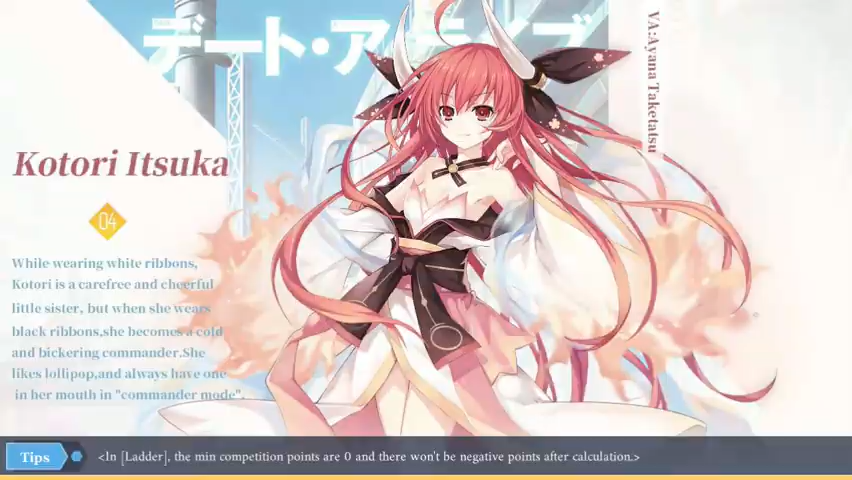 デート・ア
VA:Ayana Taketatsu
Kotori Itsuka
04
While wearing white ribbons,
Kotori is a carefree and cheerful
little sister, but when she wears
black ribbons,she becomes a cold
and bickering commander.She
likes lollipop,and always have one
in her mouth in "commander mode".
Tips
<In [Ladder], the min competition points are 0 and there won't be negative points after calculation.>